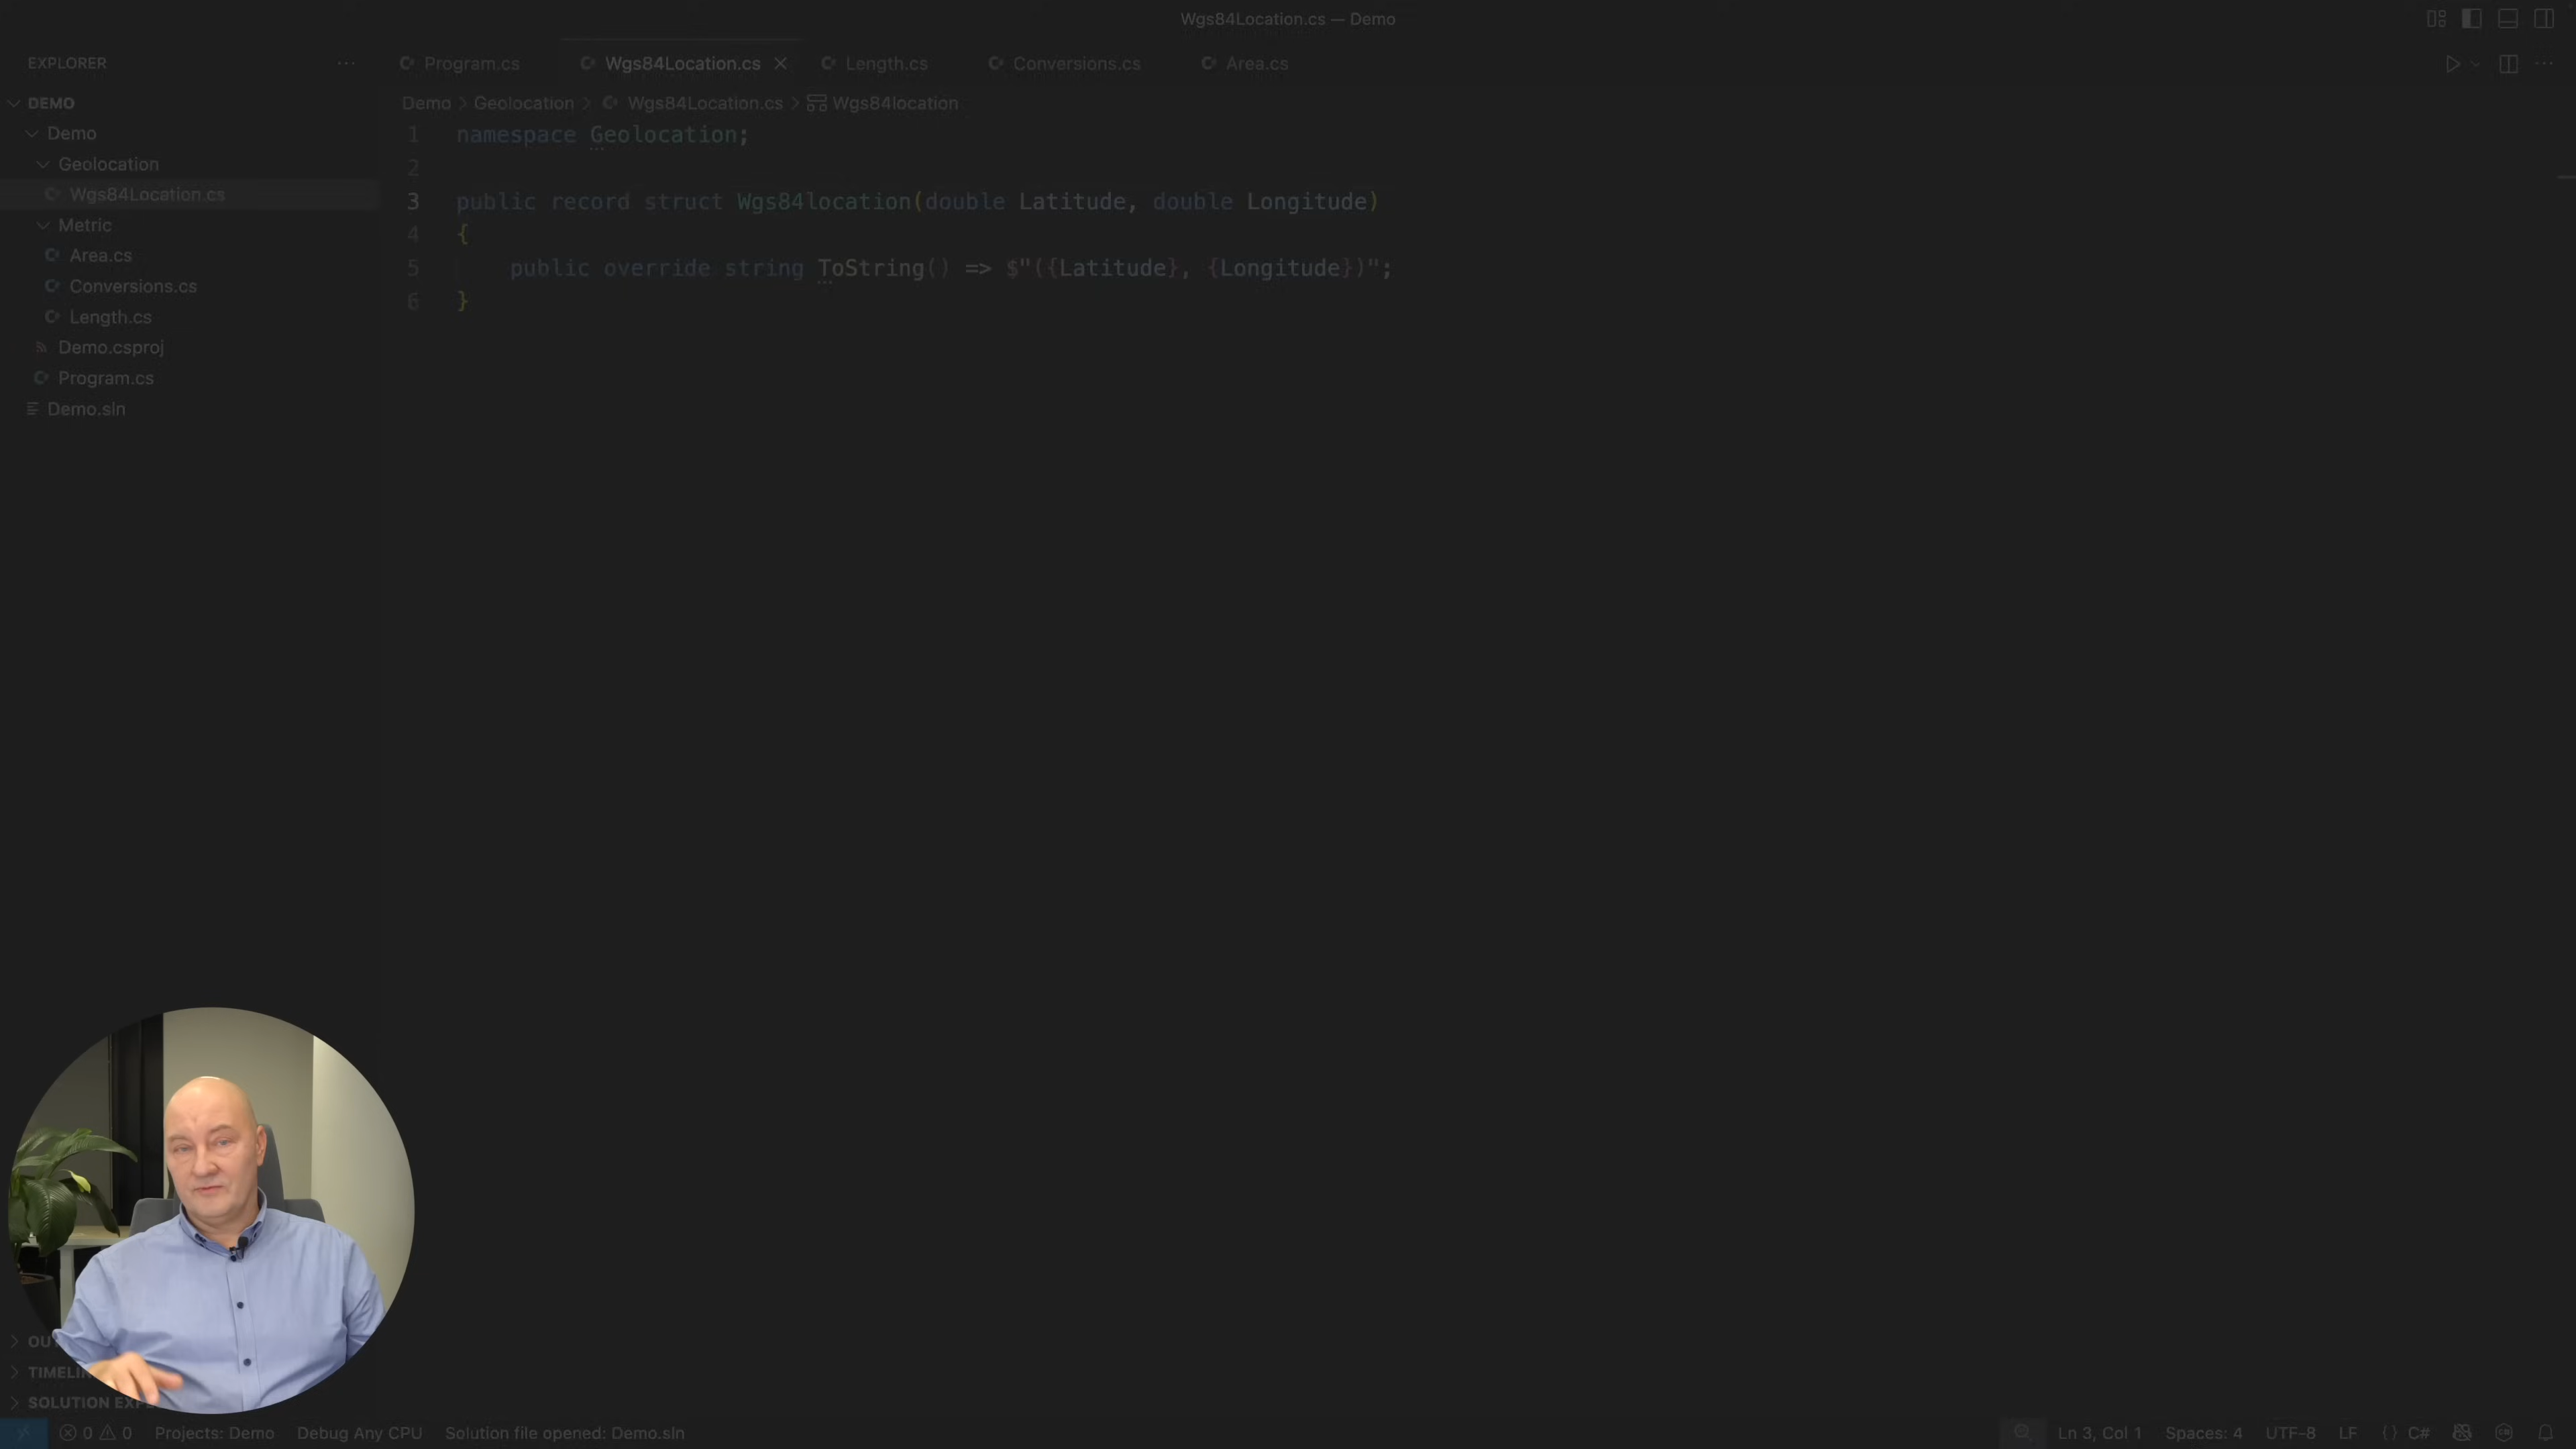 Wgs84Location.cs — Demo
EXPLORER
Program.cs
Wgs84Location.cs
Length.cs
Conversions.cs
Area.cs
DEMO
Demo
Geolocation
Wgs84Location.cs
Metric
Area.cs
Conversions.cs
Length.cs
Demo.csproj
Program.cs
Demo.sln
Demo > Geolocation > Wgs84Location.cs > Wgs84location
1 namespace Geolocation;
2
3 public record struct Wgs84location(double Latitude, double Longitude)
4 {
5 public override string ToString() => $"({Latitude}, {Longitude})";
6 }
TIMELIN
SOLUTION EXP
0 0 Projects: Demo Debug Any CPU Solution file opened: Demo.sln
Ln 3, Col 1 Spaces: 4 UTF-8 LF {} C#